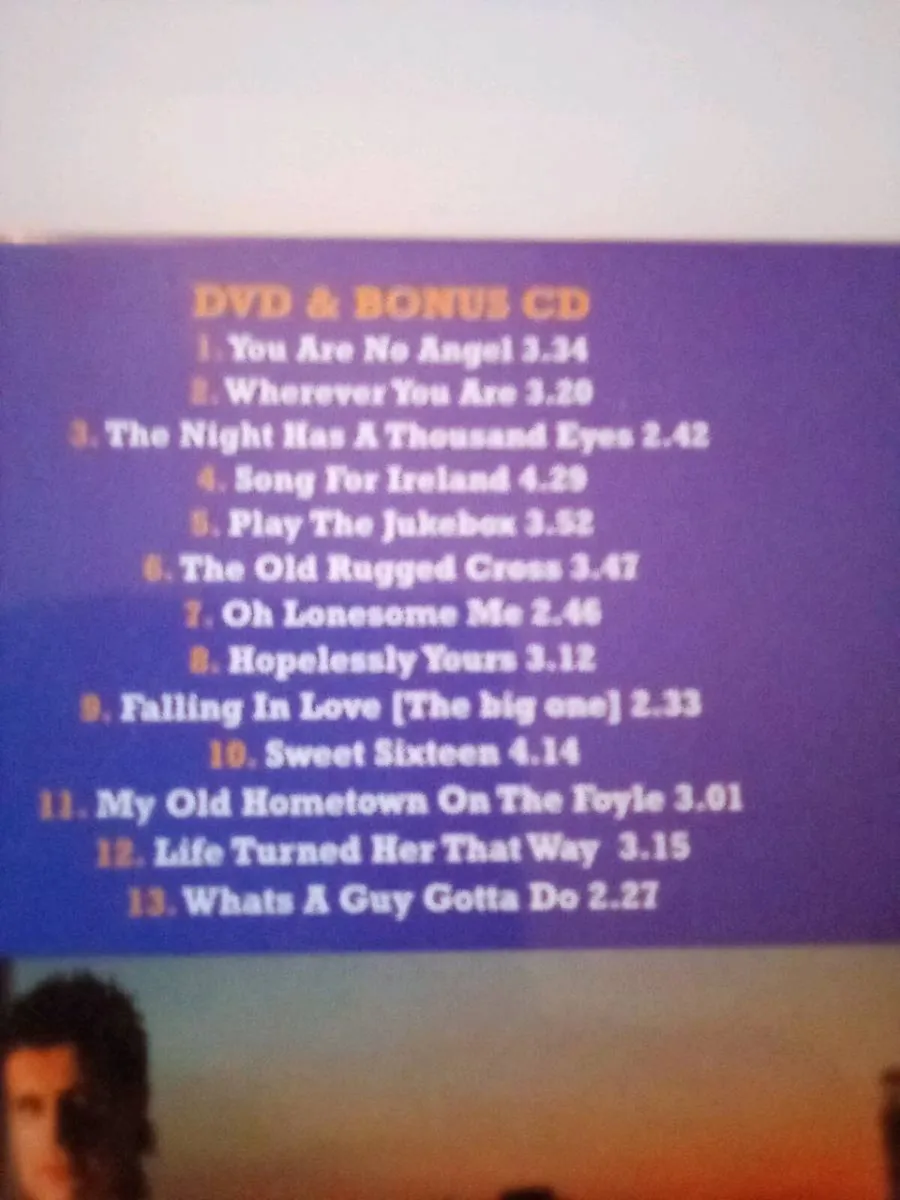 DVD & BONUS CD
1. You Are No Angel 3.34
2. Wherever You Are 3.20
3. The Night Has A Thousand Eyes 2.42
4. Song For Ireland 4.29
5. Play The Jukebox 3.52
6. The Old Rugged Cross 3.47
7. Oh Lonesome Me 2.46
8. Hopelessly Yours 3.12
9. Falling In Love [The big one] 2.33
10. Sweet Sixteen 4.14
11. My Old Hometown On The Foyle 3.01
12. Life Turned Her That Way 3.15
13. Whats A Guy Gotta Do 2.27